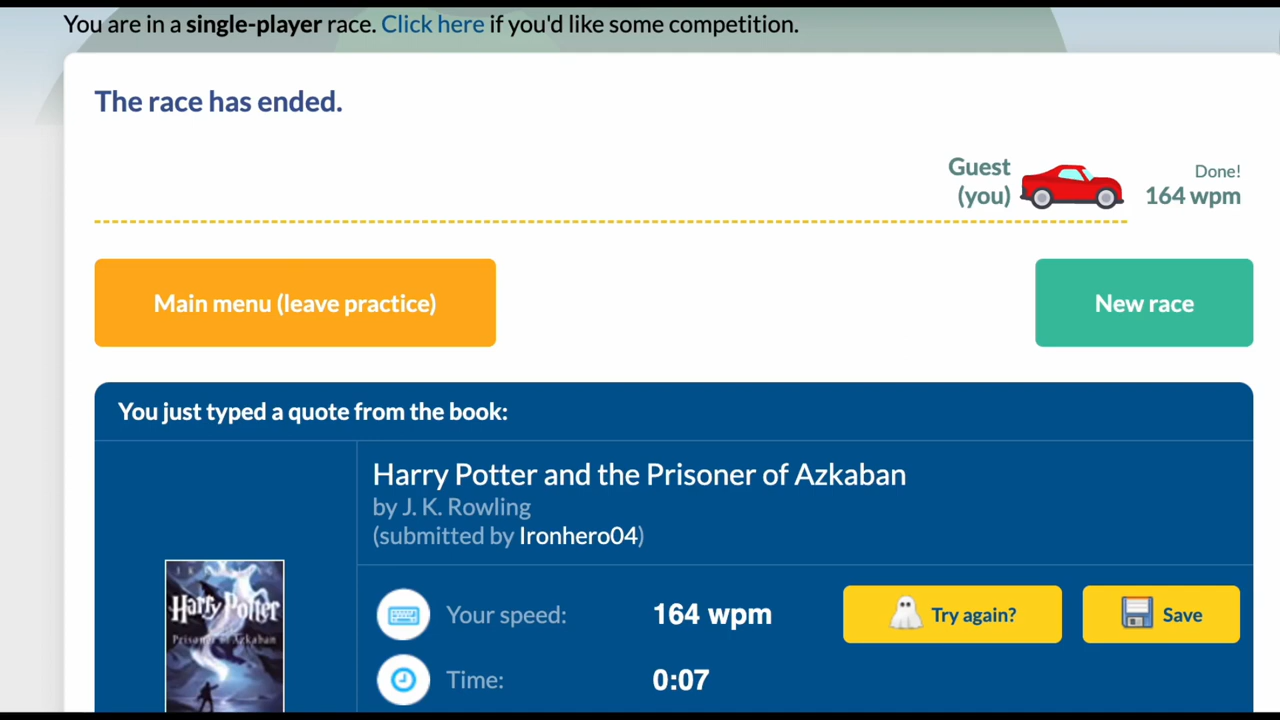 You are in a single-player race. Click here if you'd like some competition.
The race has ended.
Guest
(you)
Done!
164 wpm
Main menu (leave practice)
New race
You just typed a quote from the book:
Harry Potter and the Prisoner of Azkaban
by J. K. Rowling
(submitted by Ironhero04)
J.K. ROWLING
Harry Potter
Prisoner of Azkaban
Your speed:
164 wpm
Try again?
Save
Time:
0:07